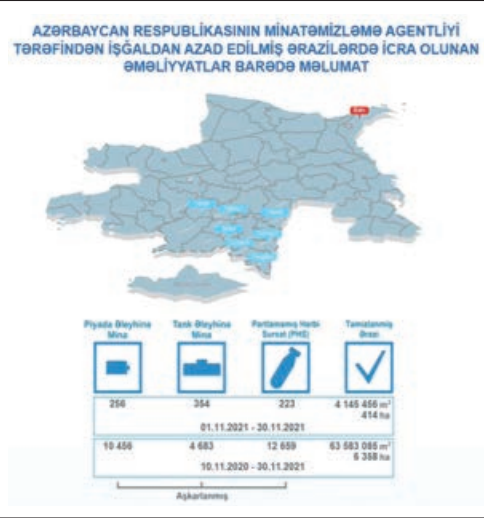 AZƏRBAYCAN RESPUBLİKASININ MİNATƏMİZLƏMƏ AGENTLİYİ
TƏRƏFİNDƏN İŞĞALDAN AZAD EDİLMİŞ ƏRAZİLƏRDƏ İCRA OLUNAN
ƏMƏLİYYATLAR BARƏDƏ MƏLUMAT
Piyada Əleyhinə Mina
Tank Əleyhinə Mina
Partlamamış Hərbi Sursat (PHS)
Təmizlənmiş Ərazi
256 354 223 4 145 456 m²
414 ha
01.11.2021 - 30.11.2021
10 456 4 683 12 659 63 583 085 m²
6 358 ha
10.11.2020 - 30.11.2021
Aşkarlanmış